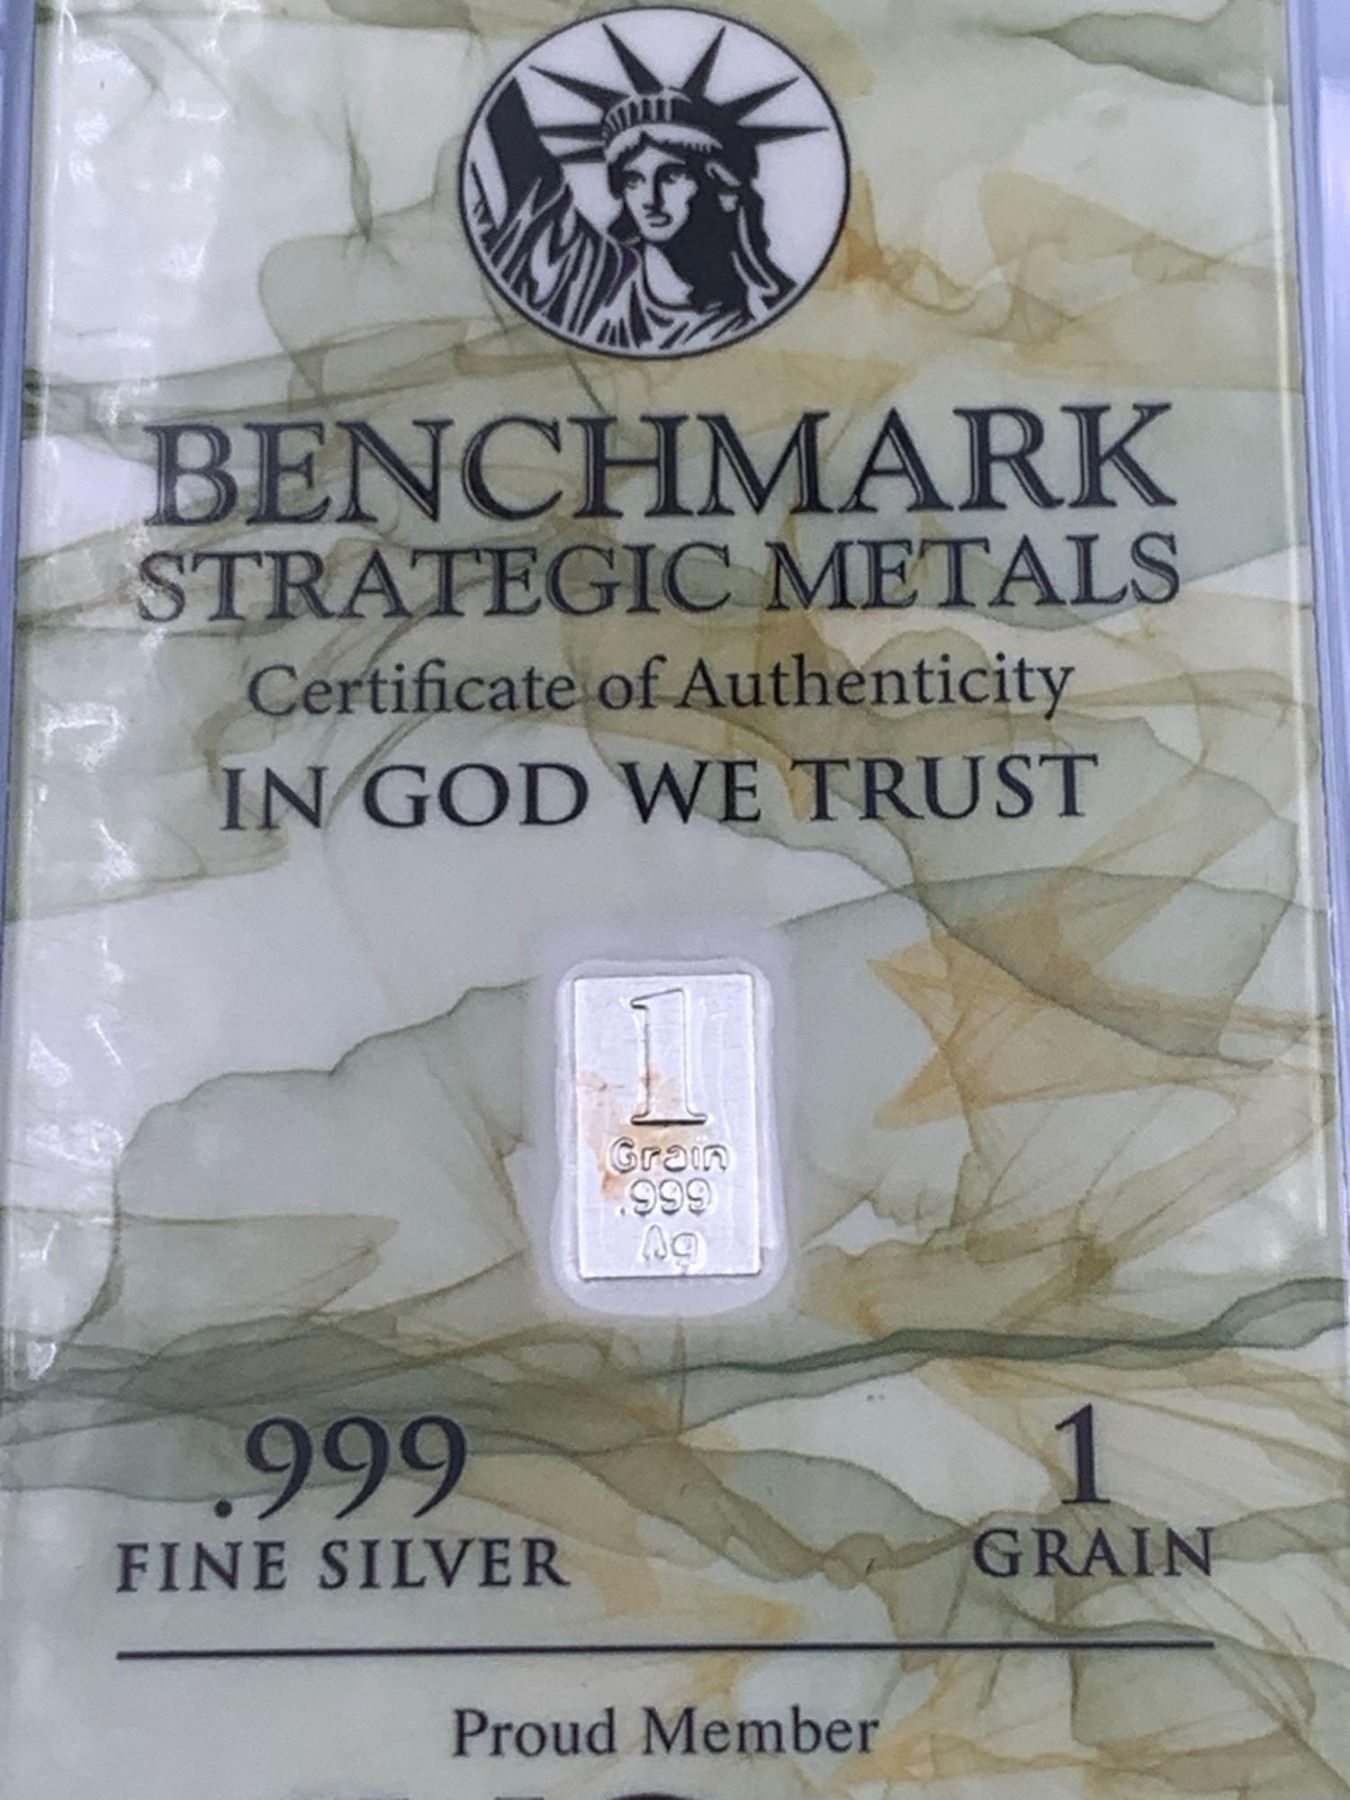 BENCHMARK
STRATEGIC METALS
Certificate of Authenticity
IN GOD WE TRUST
1
Grain
.999
Ag
.999
FINE SILVER
1
GRAIN
Proud Member